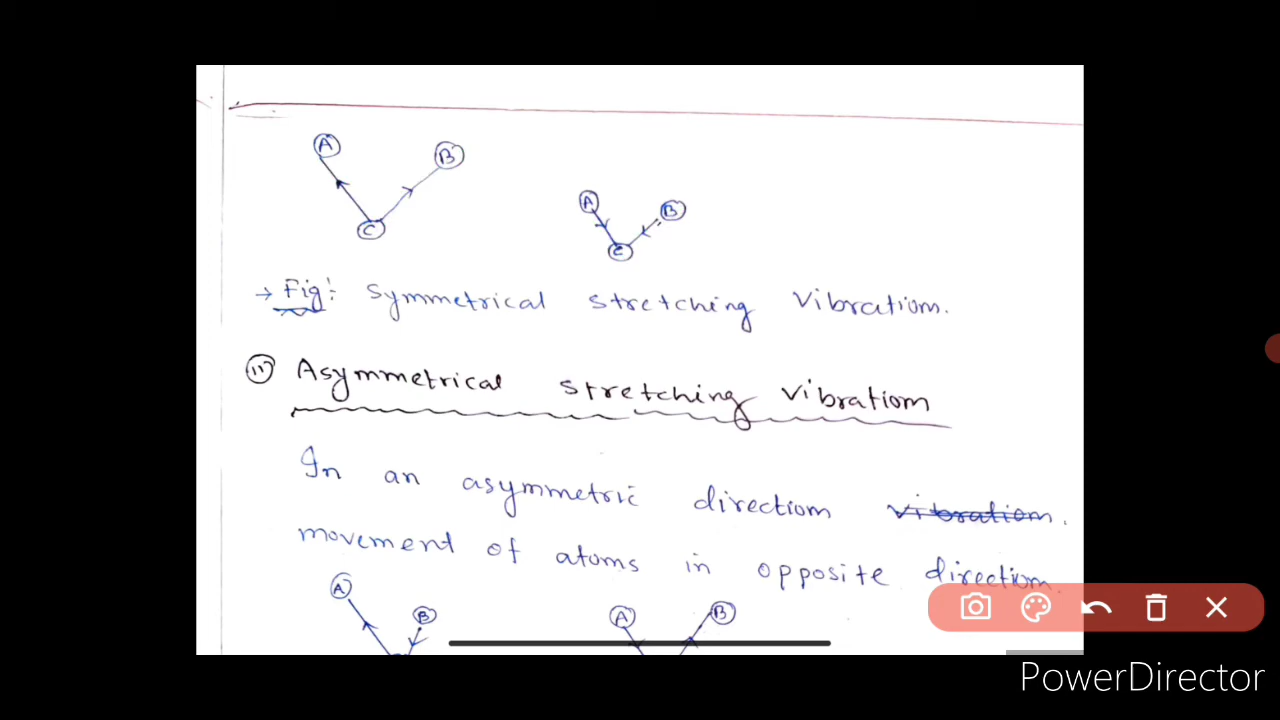 A B
C
A B
C
→ Fig: Symmetrical stretching vibration.
(ii) Asymmetrical stretching vibration
In an asymmetric direction vibration.
movement of atoms in opposite direction.
A B A B
PowerDirector